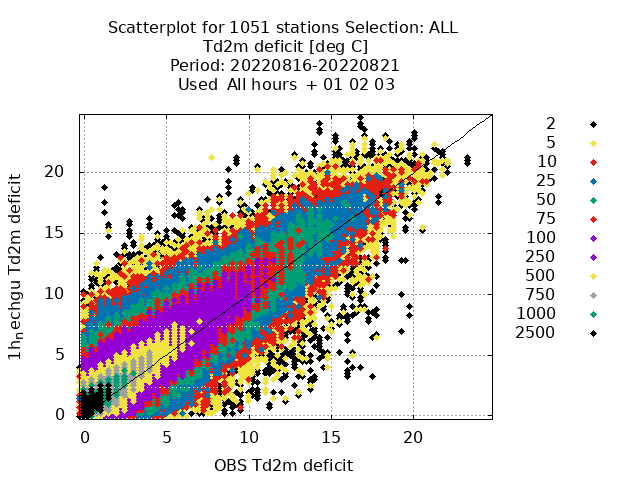 Scatterplot for 1051 stations Selection: ALL
Td2m deficit [deg C]
Period: 20220816-20220821
Used  All hours  + 01 02 03
2
5
10
25
50
75
100
250
500
750
1000
2500
20
15
10
5
0
1hₙechgu Td2m deficit
0 5 10 15 20
OBS Td2m deficit